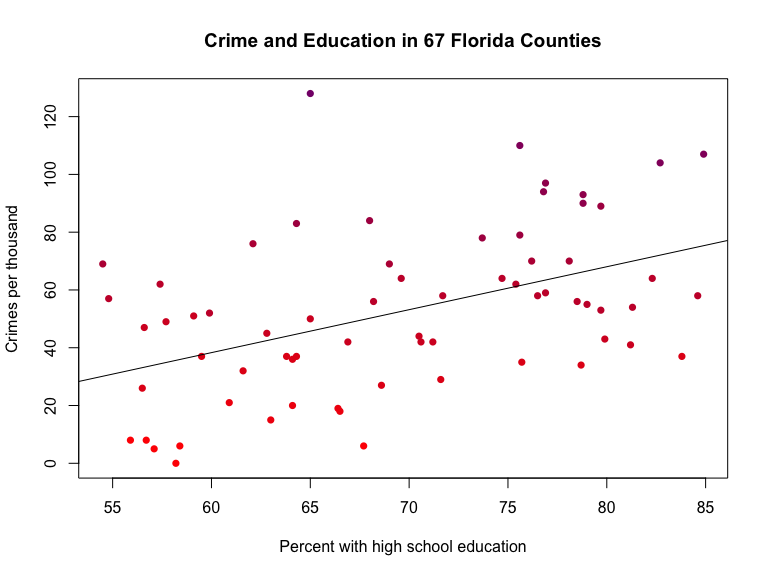 Crime and Education in 67 Florida Counties
Crimes per thousand
120
100
80
60
40
20
0
55 60 65 70 75 80 85
Percent with high school education